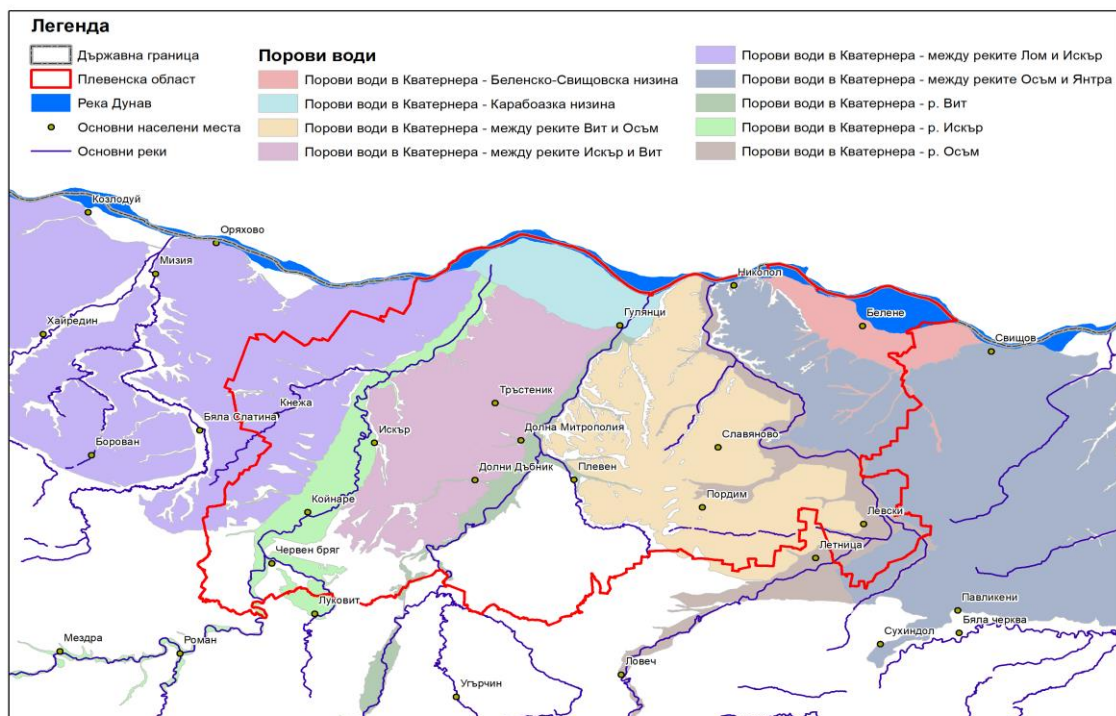 Легенда
Държавна граница
Плевенска област
Река Дунав
Основни населени места
Основни реки
Порови води
Порови води в Кватернера - Беленско-Свищовска низина
Порови води в Кватернера - Карабоазка низина
Порови води в Кватернера - между реките Вит и Осъм
Порови води в Кватернера - между реките Искър и Вит
Порови води в Кватернера - между реките Лом и Искър
Порови води в Кватернера - между реките Осъм и Янтра
Порови води в Кватернера - р. Вит
Порови води в Кватернера - р. Искър
Порови води в Кватернера - р. Осъм
Козлодуй
Оряхово
Мизия
Никопол
Гулянци
Белене
Хайредин
Свищов
Тръстеник
Кнежа
Бяла Слатина
Долна Митрополия
Искър
Славяново
Борован
Долни Дъбник
Плевен
Койнаре
Пордим
Левски
Червен бряг
Летница
Луковит
Павликени
Бяла черква
Мездра
Роман
Сухиндол
Ловеч
Угърчин